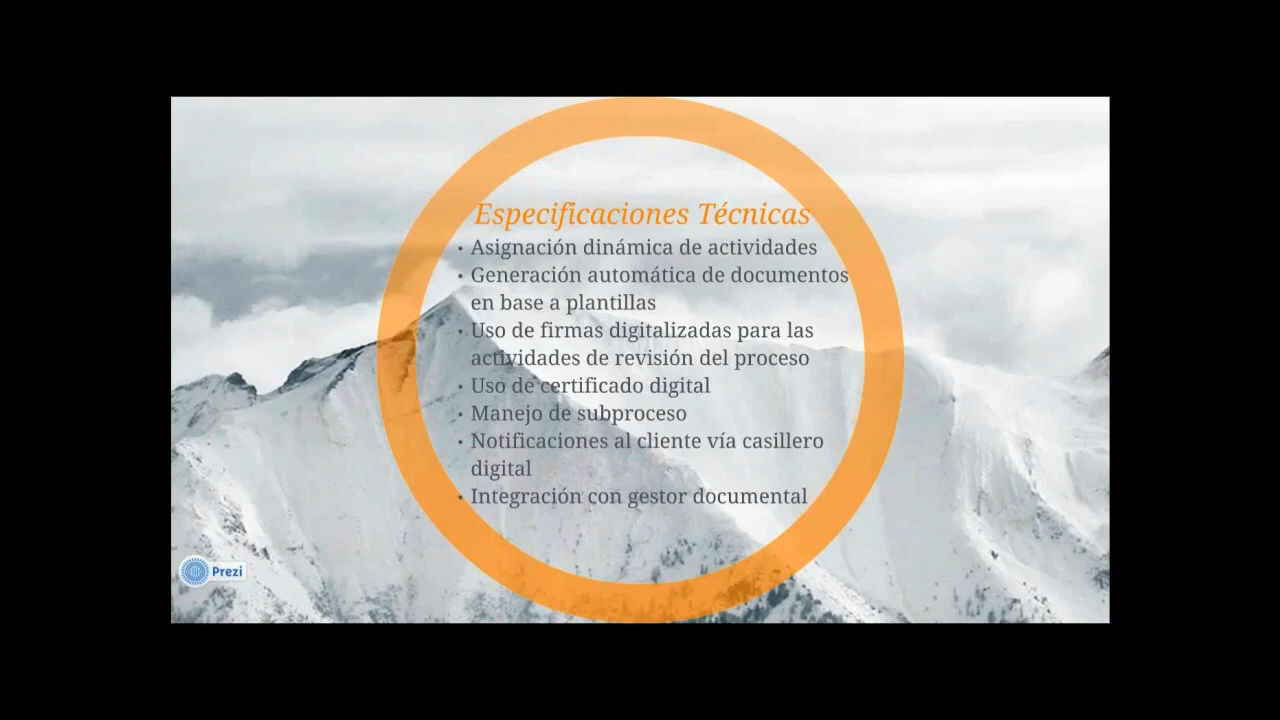 Especificaciones Técnicas
• Asignación dinámica de actividades
• Generación automática de documentos
en base a plantillas
• Uso de firmas digitalizadas para las
actividades de revisión del proceso
• Uso de certificado digital
• Manejo de subproceso
• Notificaciones al cliente vía casillero
digital
• Integración con gestor documental
Prezi